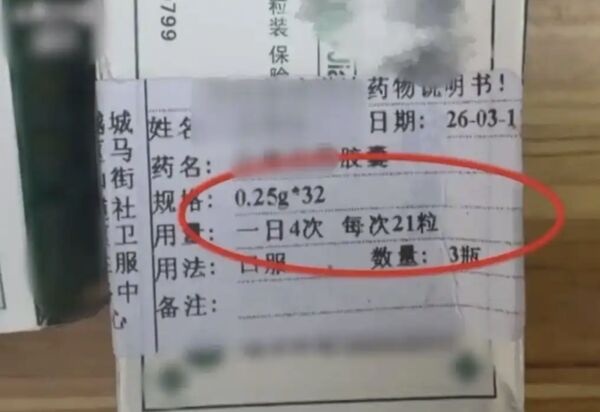 799
粒装 保险
Jia
药物说明书！
姓名
日期： 26-03-1
药名： 胶囊
规格： 0.25g*32
用量： 一日4次 每次21粒
用法： 口服 数量： 3瓶
备注：
城马街社卫
服中心